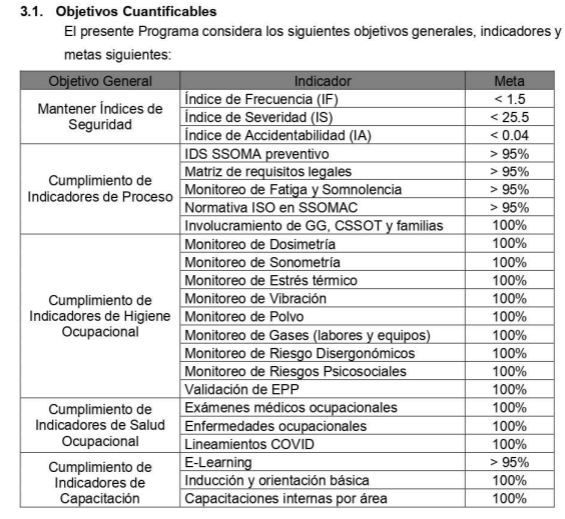 3.1. Objetivos Cuantificables
El presente Programa considera los siguientes objetivos generales, indicadores y
metas siguientes:
Objetivo General Indicador Meta
Mantener Índices de Seguridad
Índice de Frecuencia (IF) < 1.5
Índice de Severidad (IS) < 25.5
Índice de Accidentabilidad (IA) < 0.04
Cumplimiento de
Indicadores de Proceso
IDS SSOMA preventivo > 95%
Matriz de requisitos legales > 95%
Monitoreo de Fatiga y Somnolencia > 95%
Normativa ISO en SSOMAC > 95%
Involucramiento de GG, CSSOT y familias 100%
Cumplimiento de
Indicadores de Higiene
Ocupacional
Monitoreo de Dosimetría 100%
Monitoreo de Sonometría 100%
Monitoreo de Estrés térmico 100%
Monitoreo de Vibración 100%
Monitoreo de Polvo 100%
Monitoreo de Gases (labores y equipos) 100%
Monitoreo de Riesgo Disergonómicos 100%
Monitoreo de Riesgos Psicosociales 100%
Validación de EPP 100%
Cumplimiento de
Indicadores de Salud
Ocupacional
Exámenes médicos ocupacionales 100%
Enfermedades ocupacionales 100%
Lineamientos COVID 100%
Cumplimiento de
Indicadores de
Capacitación
E-Learning > 95%
Inducción y orientación básica 100%
Capacitaciones internas por área 100%